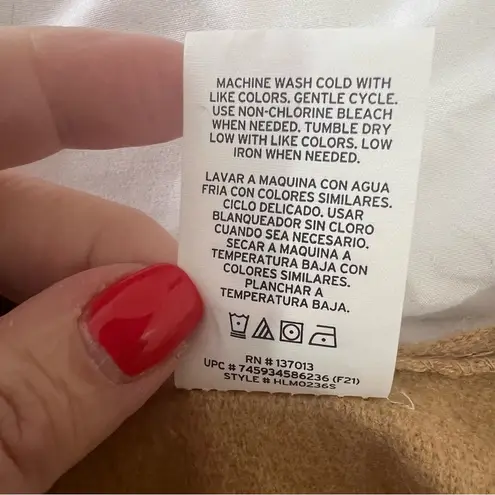 MACHINE WASH COLD WITH
LIKE COLORS. GENTLE CYCLE.
USE NON-CHLORINE BLEACH
WHEN NEEDED. TUMBLE DRY
LOW WITH LIKE COLORS. LOW
IRON WHEN NEEDED.
LAVAR A MAQUINA CON AGUA
FRIA CON COLORES SIMILARES.
CICLO DELICADO. USAR
BLANQUEADOR SIN CLORO
CUANDO SEA NECESARIO.
SECAR A MAQUINA A
TEMPERATURA BAJA CON
COLORES SIMILARES.
PLANCHAR A
TEMPERATURA BAJA.
RN # 137013
UPC # 745934586236 (F21)
STYLE # HLM0236S